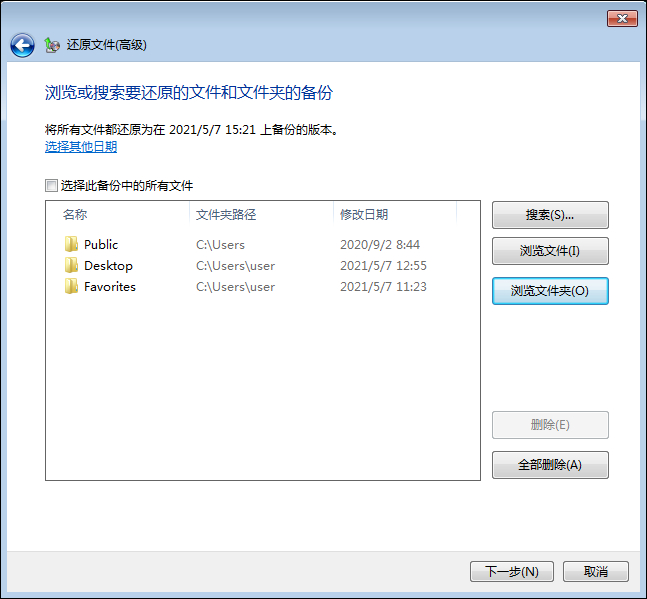 还原文件(高级)
浏览或搜索要还原的文件和文件夹的备份
将所有文件都还原为在 2021/5/7 15:21 上备份的版本。
选择其他日期
选择此备份中的所有文件
名称 文件夹路径 修改日期
Public C:\Users 2020/9/2 8:44
Desktop C:\Users\user 2021/5/7 12:55
Favorites C:\Users\user 2021/5/7 11:23
搜索(S)...
浏览文件(I)
浏览文件夹(O)
删除(E)
全部删除(A)
下一步(N) 取消